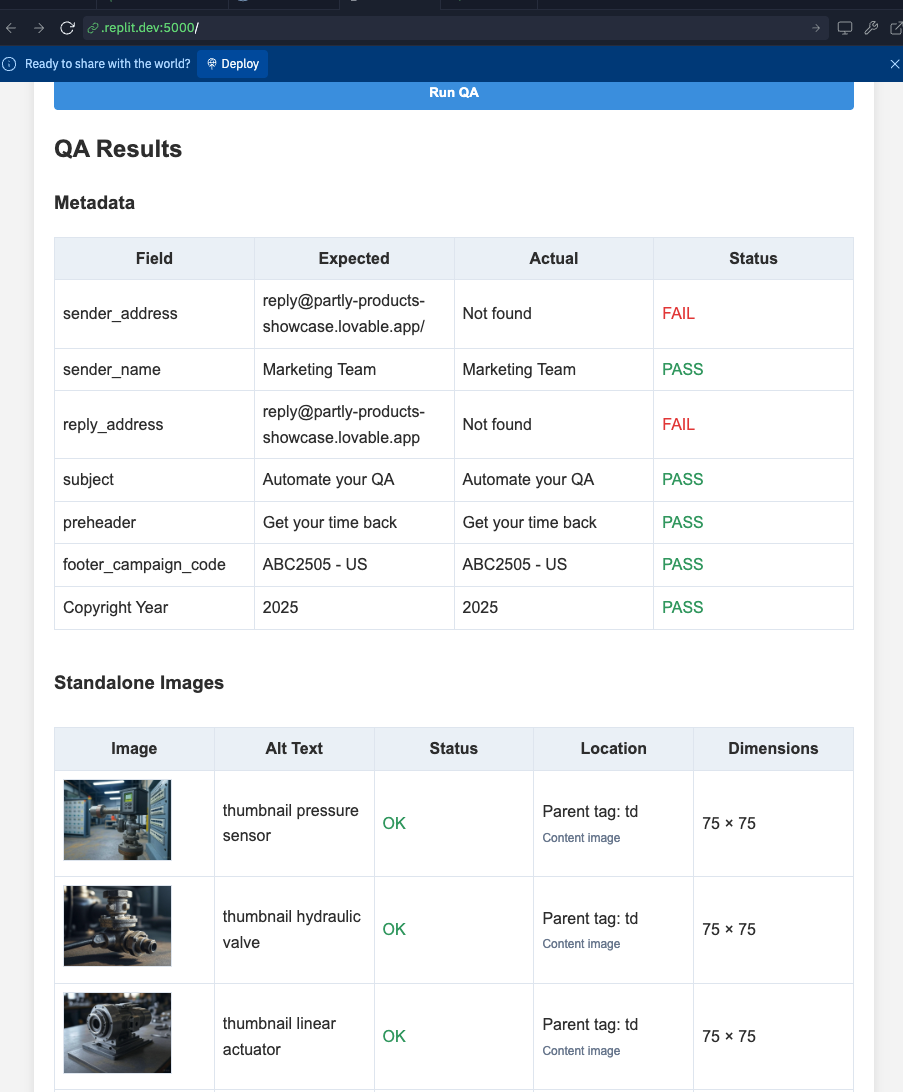 .replit.dev:5000/
Ready to share with the world?
Deploy
Run QA
QA Results
Metadata
Field Expected Actual Status
sender_address
reply@partly-products-
showcase.lovable.app/
Not found
FAIL
sender_name Marketing Team Marketing Team PASS
reply_address
reply@partly-products-
showcase.lovable.app
Not found
FAIL
subject Automate your QA Automate your QA PASS
preheader Get your time back Get your time back PASS
footer_campaign_code ABC2505 - US ABC2505 - US PASS
Copyright Year 2025 2025 PASS
Standalone Images
Image Alt Text Status Location Dimensions
thumbnail pressure
sensor
OK
Parent tag: td
Content image
75 × 75
thumbnail hydraulic
valve
OK
Parent tag: td
Content image
75 × 75
thumbnail linear
actuator
OK
Parent tag: td
Content image
75 × 75